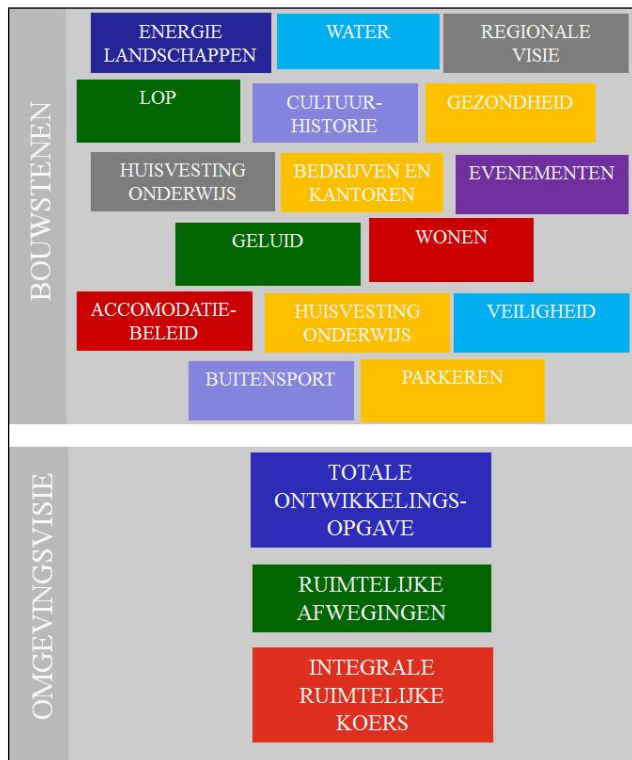 BOUWSTENEN
ENERGIE
LANDSCHAPPEN
WATER
REGIONALE
VISIE
LOP
CULTUUR-
HISTORIE
GEZONDHEID
HUISVESTING
ONDERWIJS
BEDRIJVEN EN
KANTOREN
EVENEMENTEN
GELUID
WONEN
ACCOMODATIE-
BELEID
HUISVESTING
ONDERWIJS
VEILIGHEID
BUITENSPORT
PARKEREN
OMGEVINGSVISIE
TOTALE
ONTWIKKELINGS-
OPGAVE
RUIMTELIJKE
AFWEGINGEN
INTEGRALE
RUIMTELIJKE
KOERS